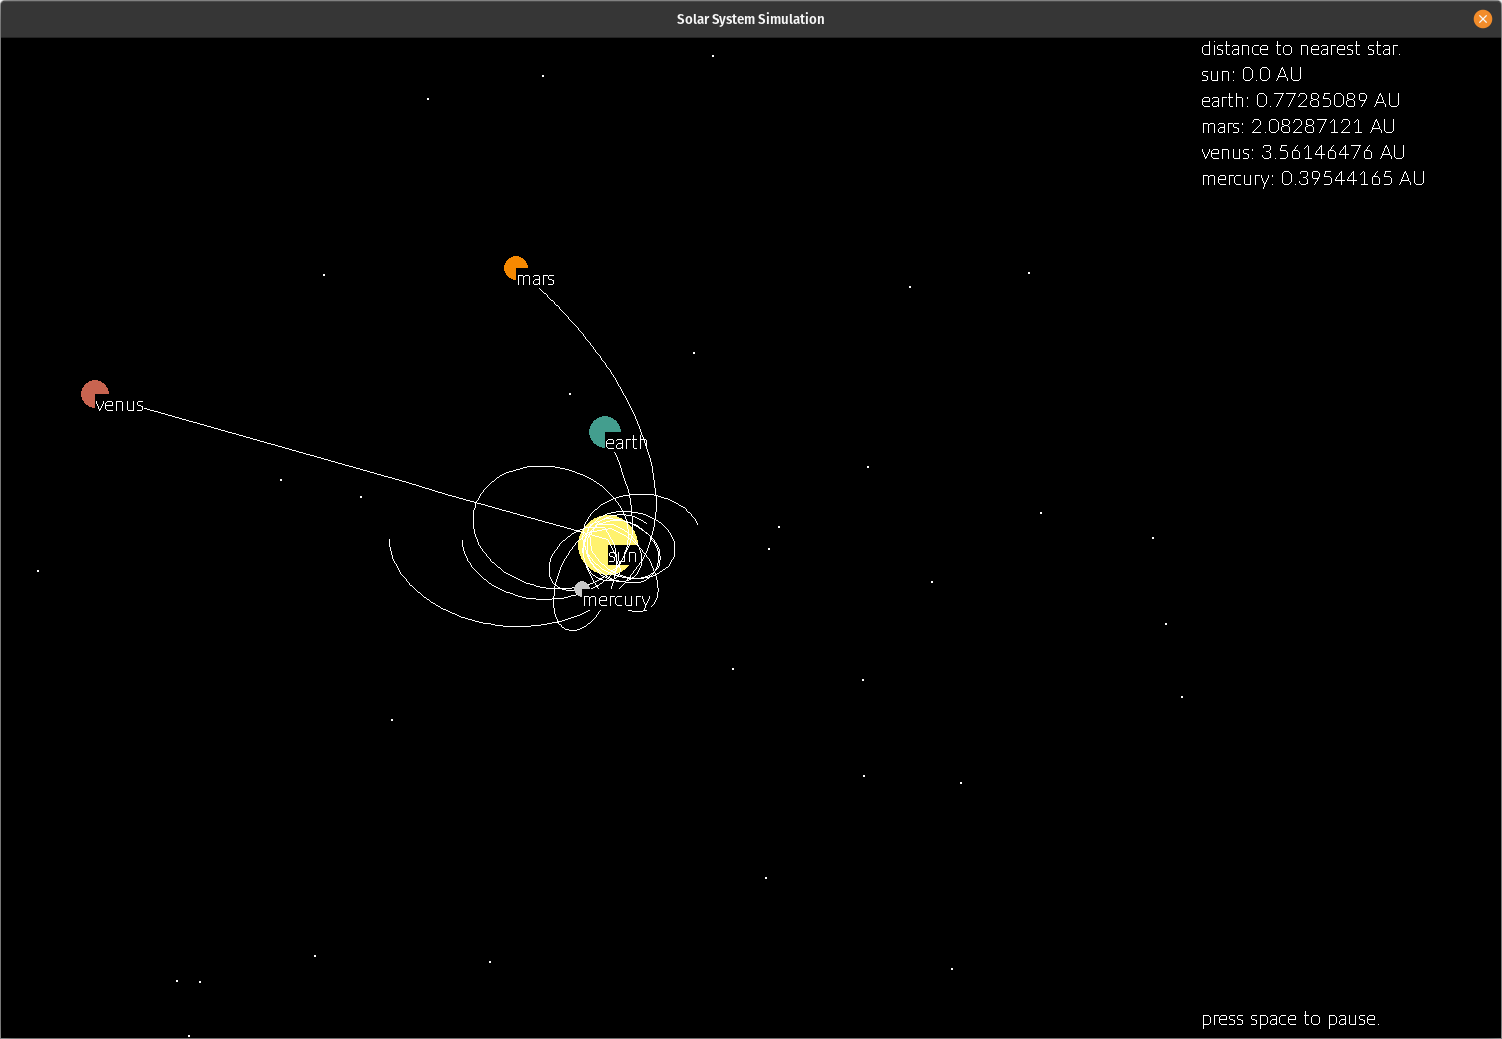 Solar System Simulation
distance to nearest star.
sun: 0.0 AU
earth: 0.77285089 AU
mars: 2.08287121 AU
venus: 3.56146476 AU
mercury: 0.39544165 AU
mars
venus
earth
sun
mercury
press space to pause.